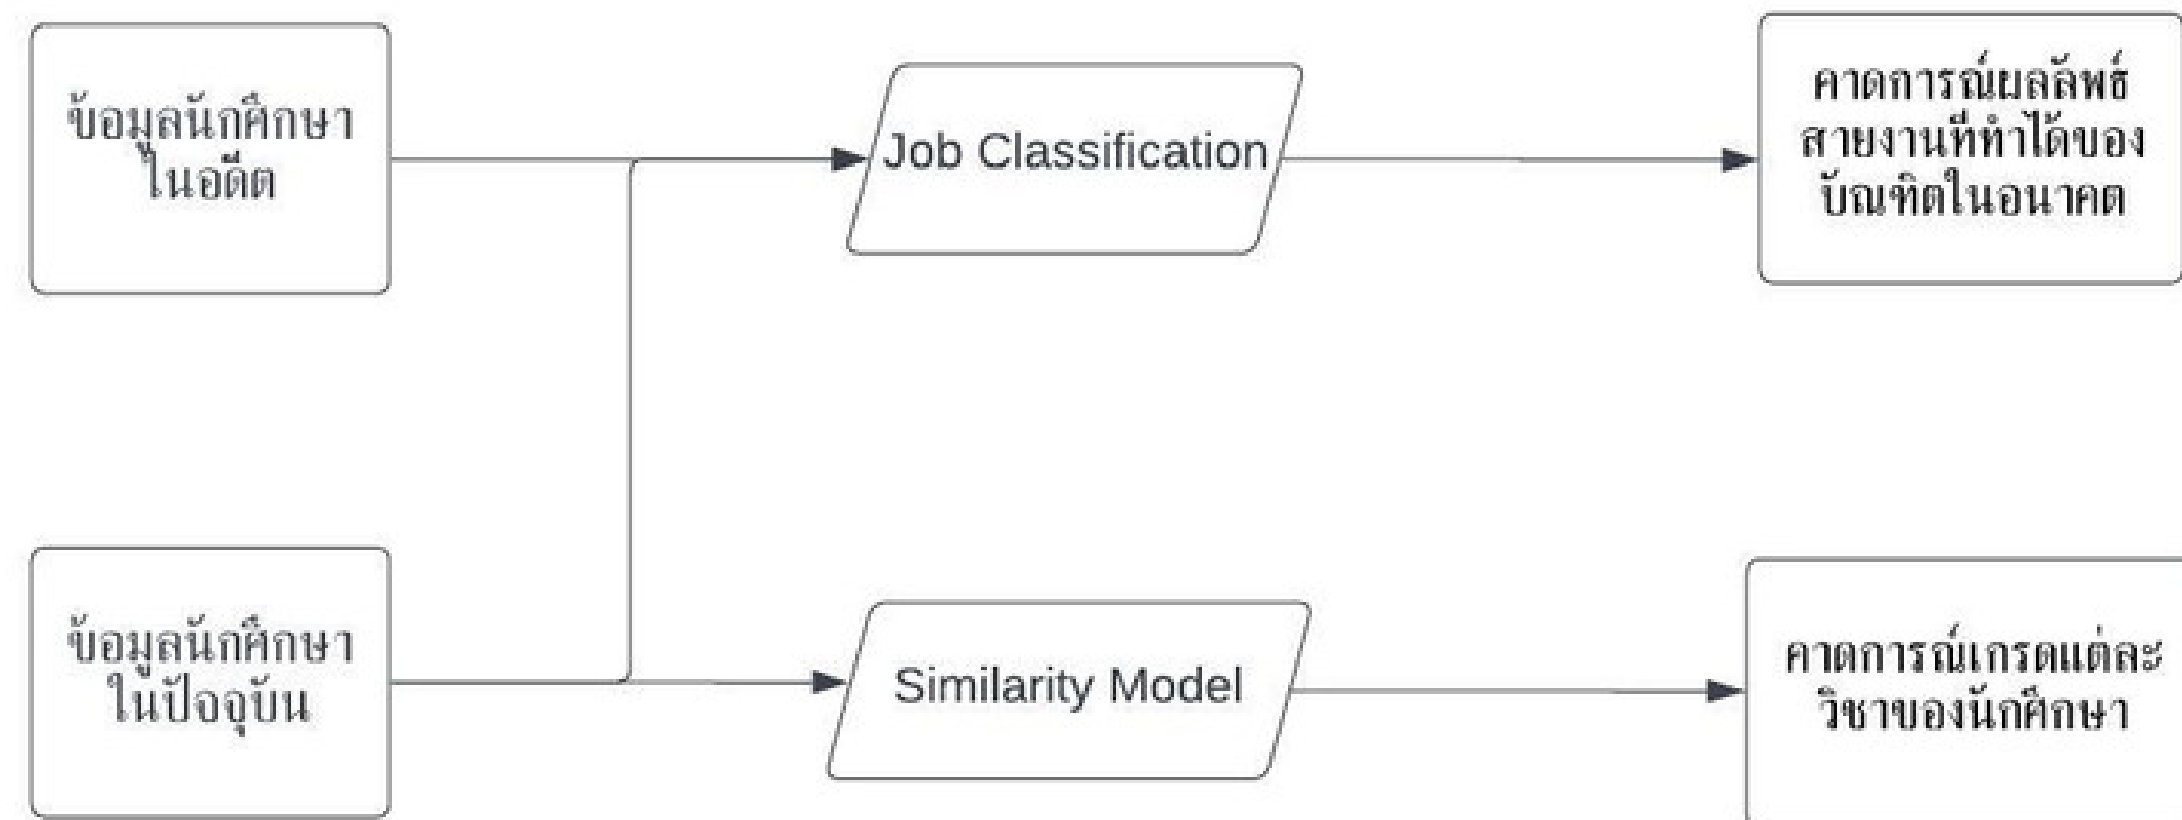 ข้อมูลนักศึกษา
ในอดีต
Job Classification
คาดการณ์ผลลัพธ์
สายงานที่ทำได้ของ
บัณฑิตในอนาคต
ข้อมูลนักศึกษา
ในปัจจุบัน
Similarity Model
คาดการณ์เกรดแต่ละ
วิชาของนักศึกษา